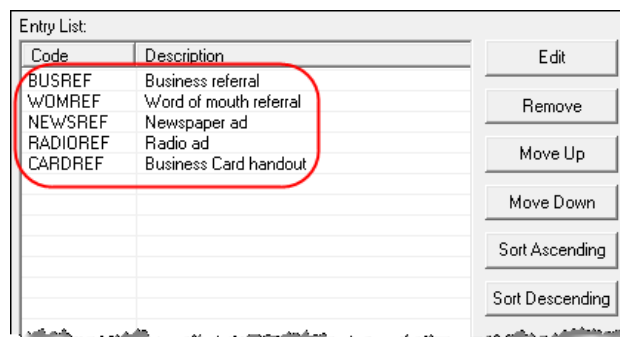 Entry List:
Code Description
BUSREF Business referral
WOMREF Word of mouth referral
NEWSREF Newspaper ad
RADIOREF Radio ad
CARDREF Business Card handout
Edit
Remove
Move Up
Move Down
Sort Ascending
Sort Descending